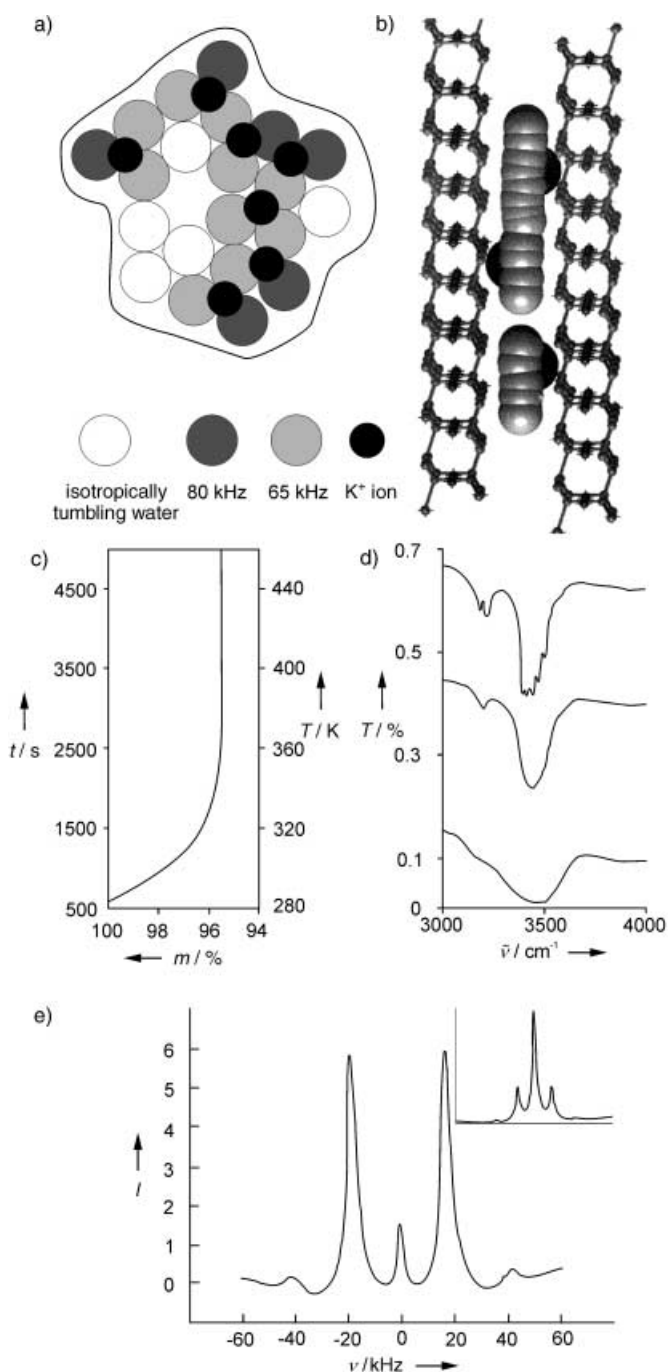 a)
b)
isotropically
tumbling water
80 kHz
65 kHz
K+ ion
c)
4500
3500
t / s
2500
1500
500
440
400
T / K
360
320
280
100 98 96 94
m / %
d)
0.7
0.5
T / %
0.3
0.1
0
3000 3500 4000
ν̃ / cm-1
e)
6
5
4
I
3
2
1
0
-60 -40 -20 0 20 40 60
ν/kHz